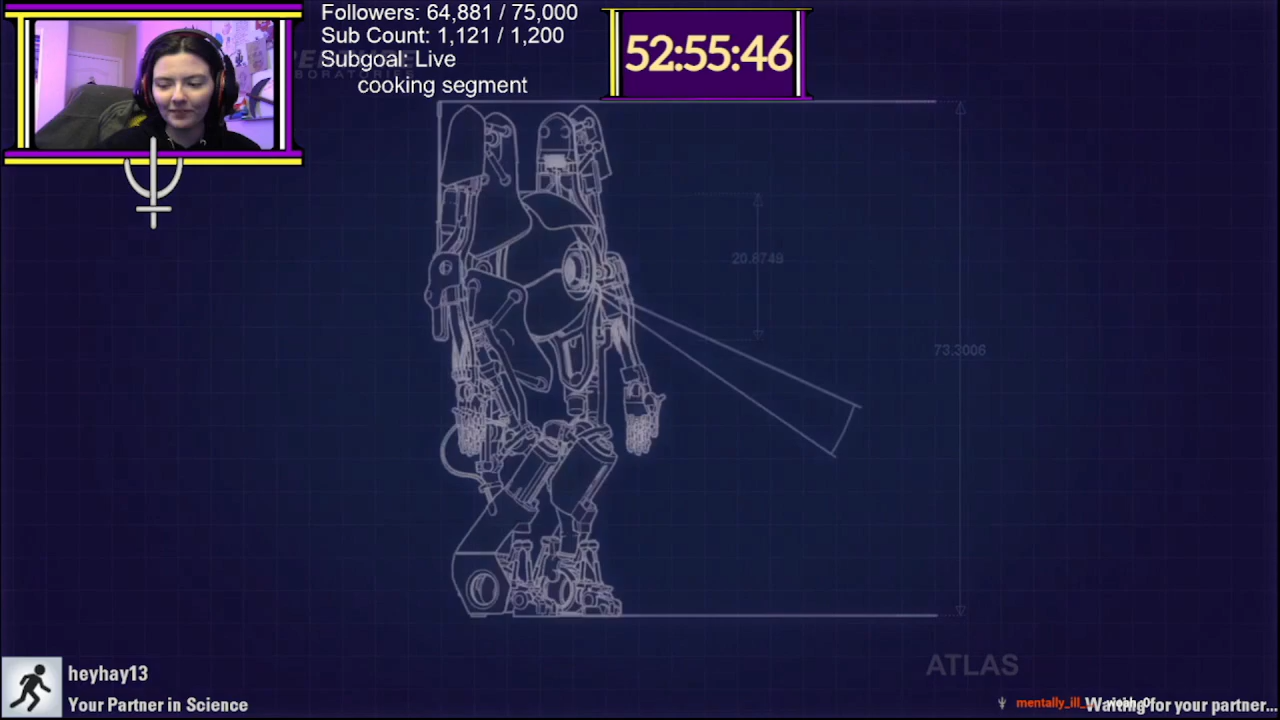 Followers: 64,881 / 75,000
Sub Count: 1,121 / 1,200
Subgoal: Live
cooking segment
52:55:46
20.8749
73.3006
ATLAS
heyhay13
Your Partner in Science
Waiting for your partner...